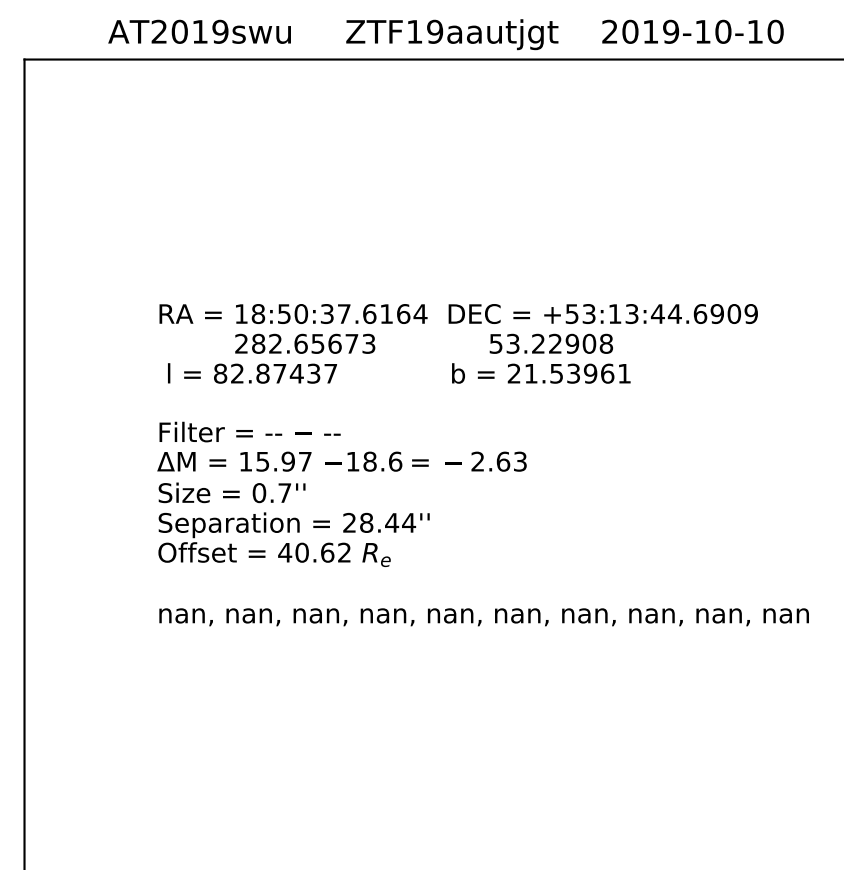 AT2019swu ZTF19aautjgt 2019-10-10
RA = 18:50:37.6164 DEC = +53:13:44.6909
282.65673 53.22908
l = 82.87437 b = 21.53961
Filter = -- − --
ΔM = 15.97 −18.6 = − 2.63
Size = 0.7''
Separation = 28.44''
Offset = 40.62 Re
nan, nan, nan, nan, nan, nan, nan, nan, nan, nan